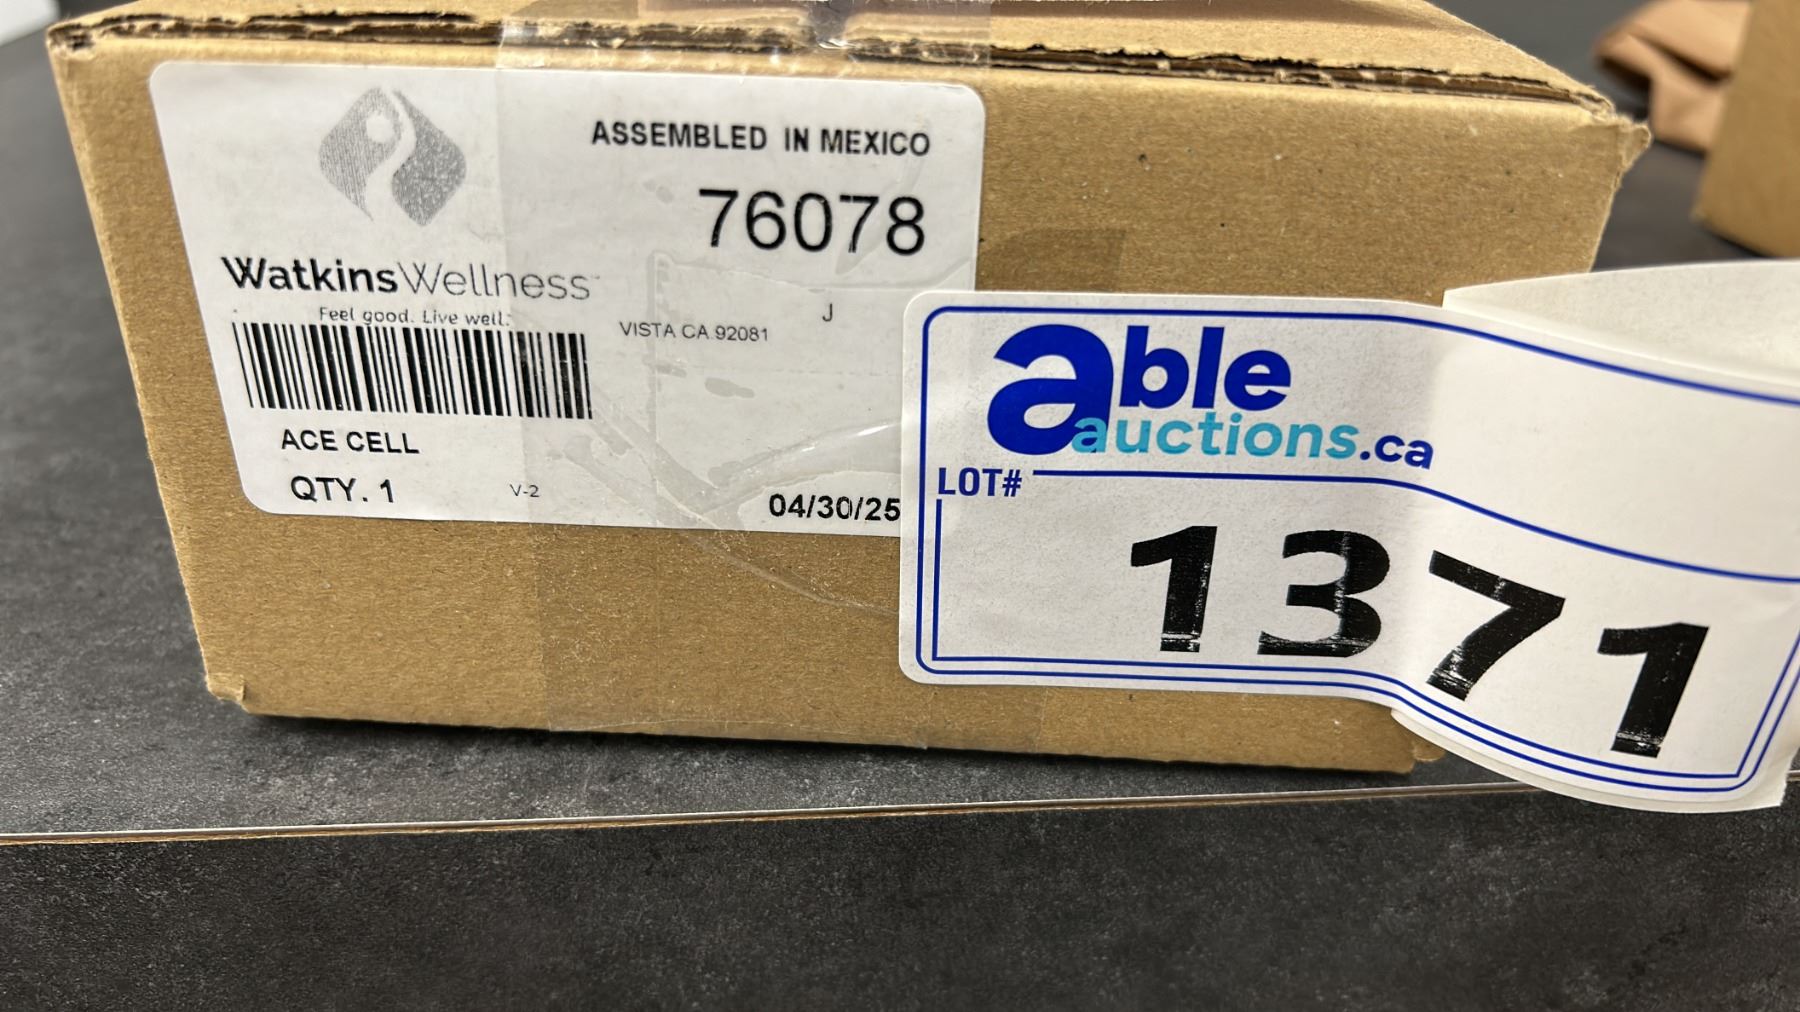 ASSEMBLED IN MEXICO
76078
WatkinsWellness
Feel good. Live well.
J
VISTA CA 92081
ACE CELL
QTY. 1
V-2
04/30/25
able
auctions.ca
LOT#
1371